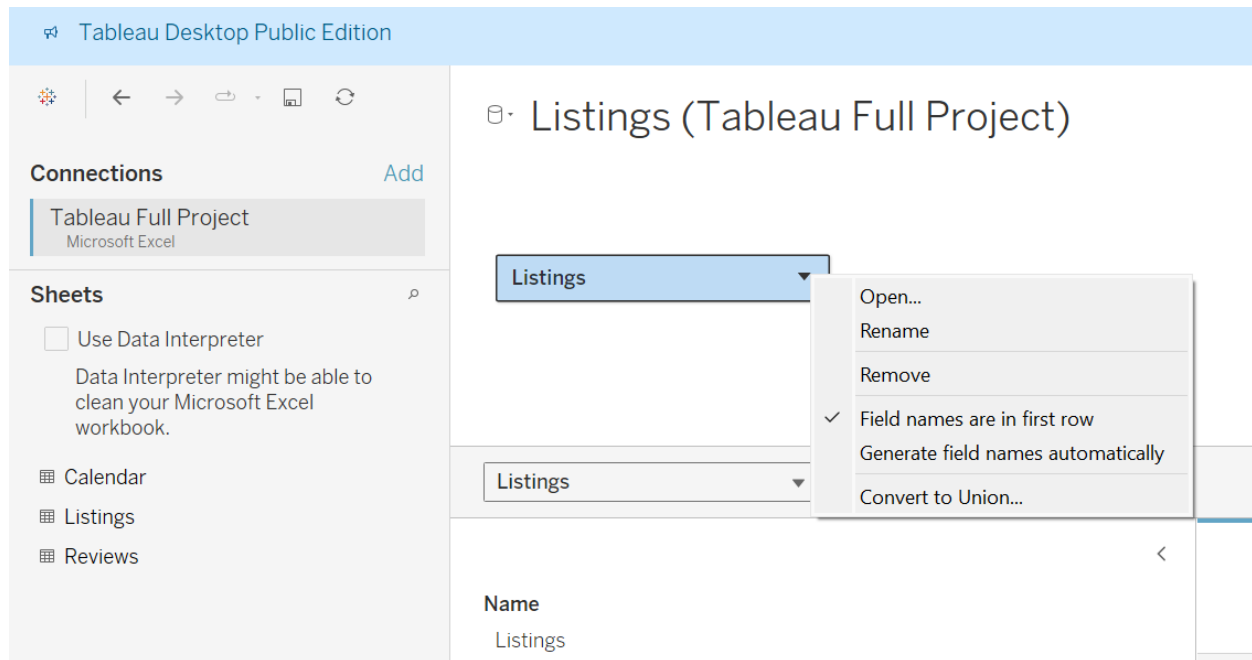 Tableau Desktop Public Edition
Listings (Tableau Full Project)
Connections
Add
Tableau Full Project
Microsoft Excel
Sheets
Use Data Interpreter
Data Interpreter might be able to
clean your Microsoft Excel
workbook.
Calendar
Listings
Reviews
Listings
Open...
Rename
Remove
Field names are in first row
Generate field names automatically
Convert to Union...
Listings
Name
Listings